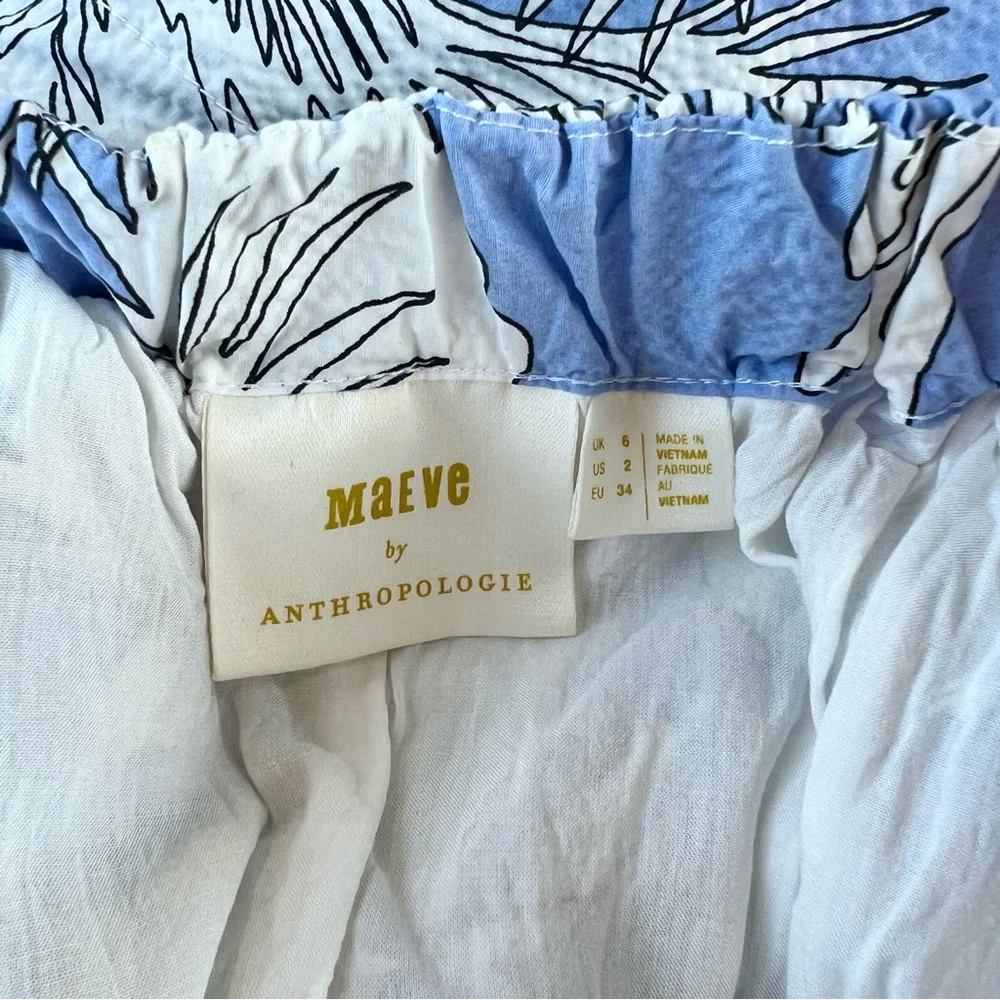 MaEVe
by
ANTHROPOLOGIE
UK 6
US 2
EU 34
MADE IN
VIETNAM
FABRIQUÉ
AU
VIETNAM